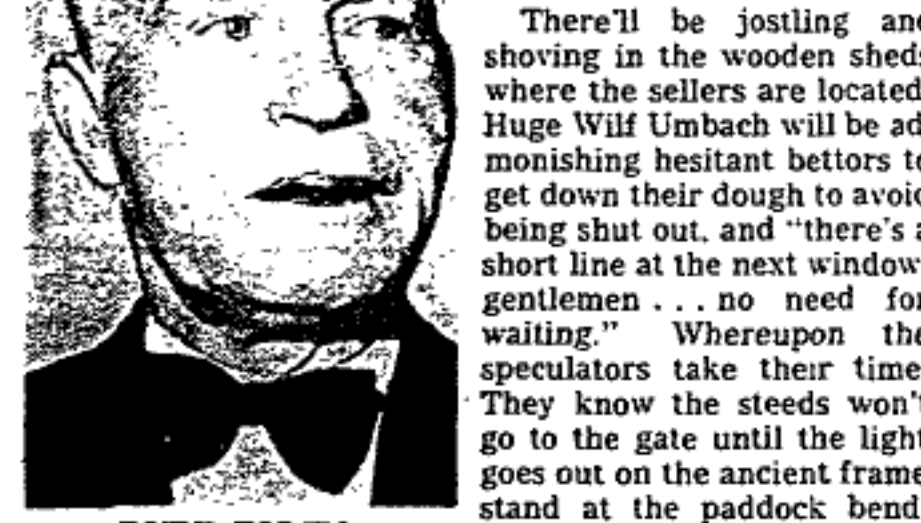 There'll be jostling an
shoving in the wooden sheds
where the sellers are located
Huge Wilf Umbach will be ad
monishing hesitant bettors to
get down their dough to avoid
being shut out, and "there's a
short line at the next window
gentlemen . . . no need fo
waiting." Whereupon the
speculators take their time
They know the steeds won't
go to the gate until the light
goes out on the ancient frame
stand at the paddock bend.